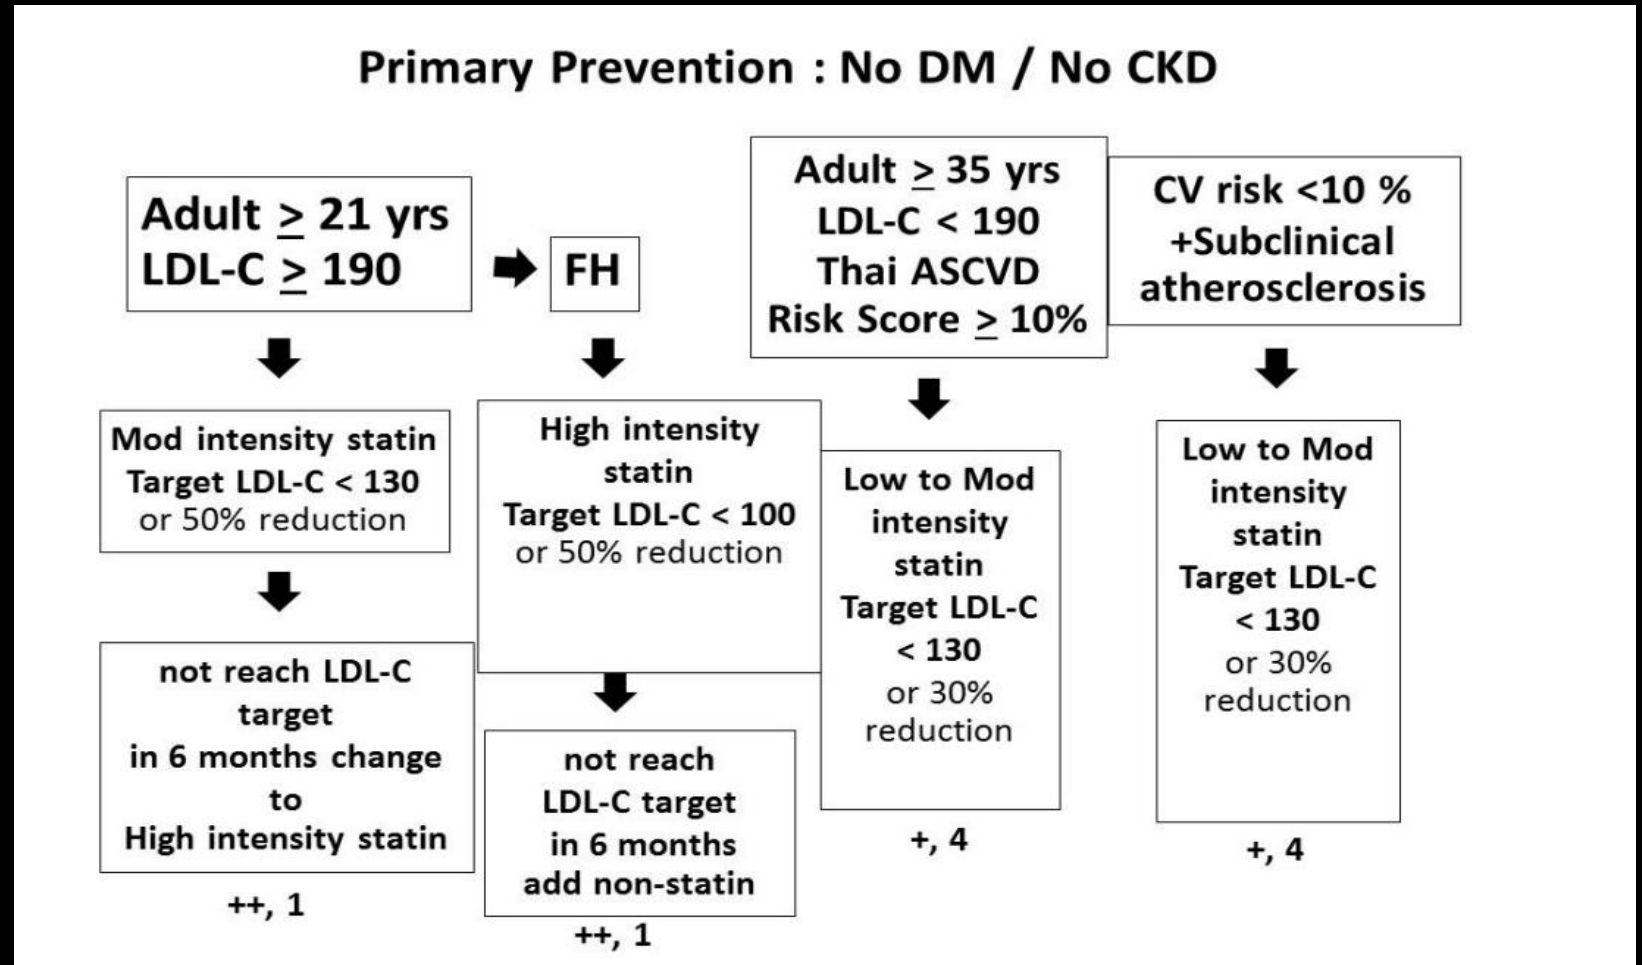 Primary Prevention : No DM / No CKD
Adult ≥ 21 yrs
LDL-C ≥ 190
FH
Mod intensity statin
Target LDL-C < 130
or 50% reduction
not reach LDL-C
target
in 6 months change
to
High intensity statin
++, 1
High intensity
statin
Target LDL-C < 100
or 50% reduction
not reach
LDL-C target
in 6 months
add non-statin
++, 1
Adult ≥ 35 yrs
LDL-C < 190
Thai ASCVD
Risk Score ≥ 10%
Low to Mod
intensity
statin
Target LDL-C
< 130
or 30%
reduction
+, 4
CV risk <10 %
+Subclinical
atherosclerosis
Low to Mod
intensity
statin
Target LDL-C
< 130
or 30%
reduction
+, 4